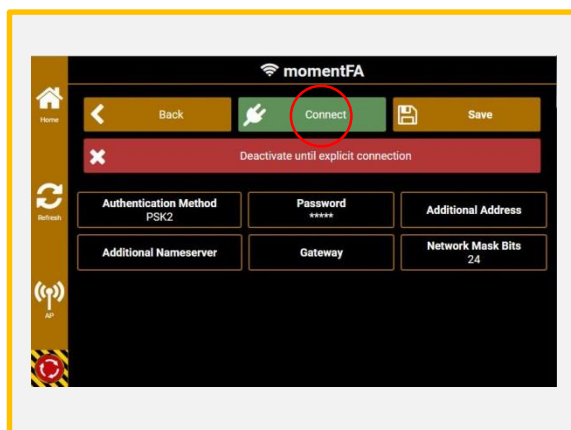 momentFA
Home
Back
Connect
Save
Deactivate until explicit connection
Refresh
Authentication Method
PSK2
Password
*****
Additional Address
Additional Nameserver
Gateway
Network Mask Bits
24
AP